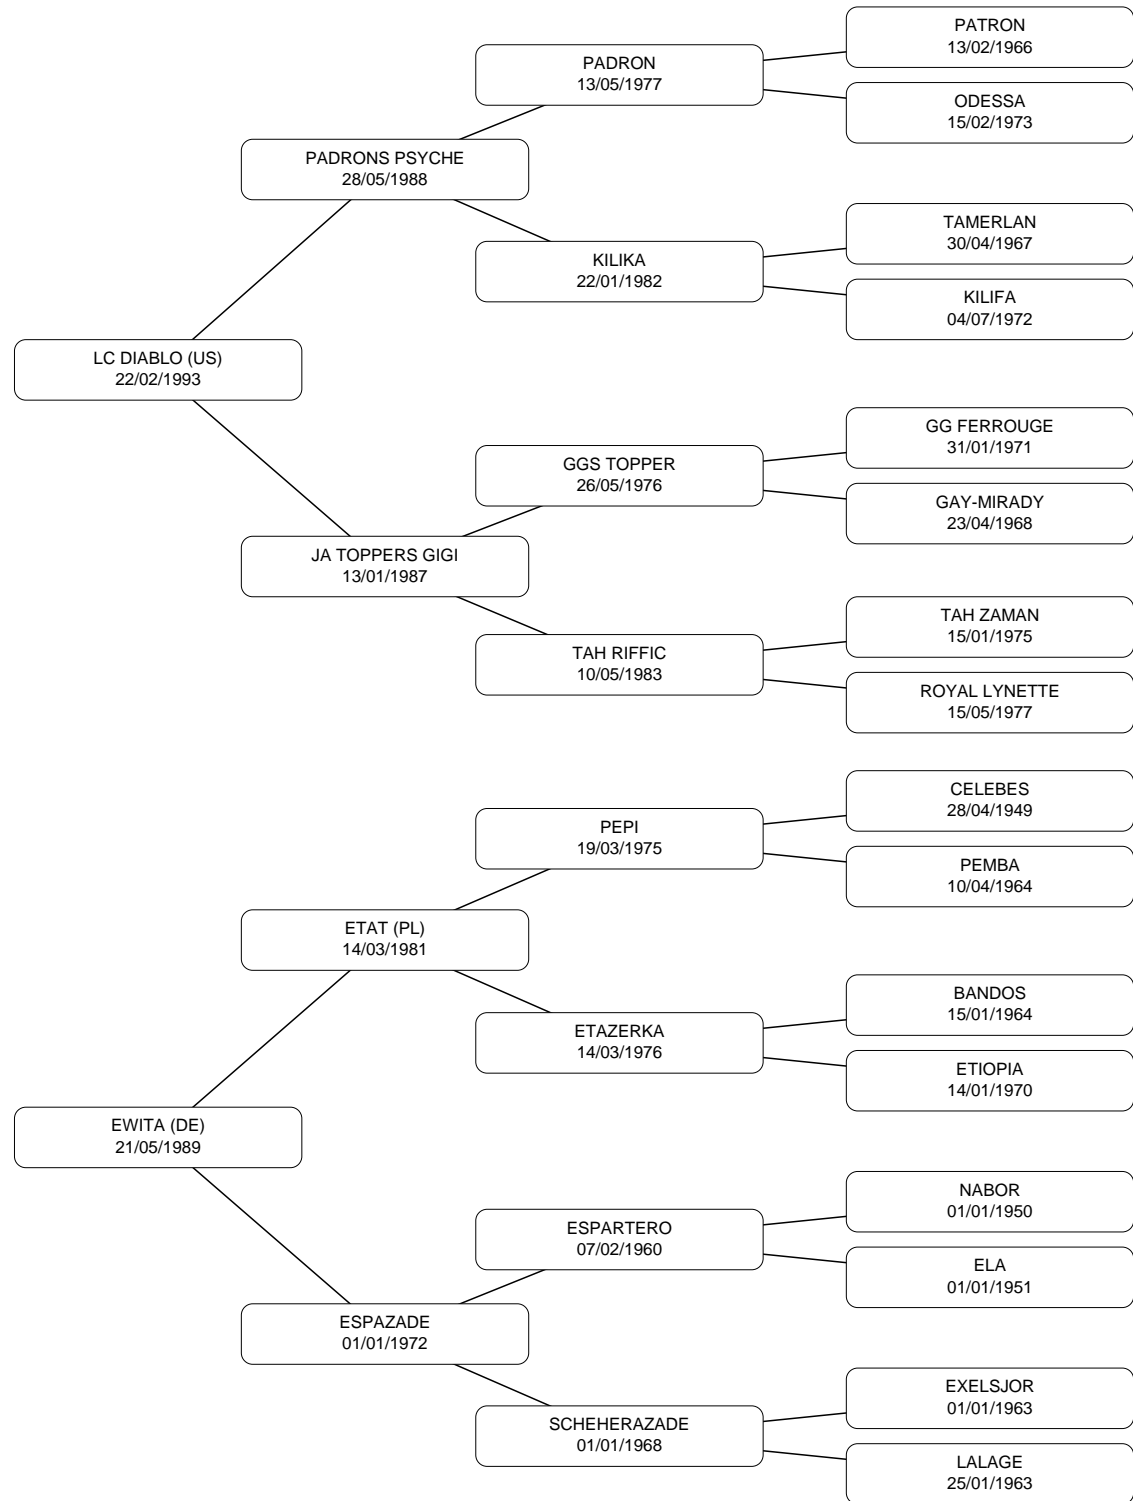 PATRON
13/02/1966
PADRON
13/05/1977
ODESSA
15/02/1973
PADRONS PSYCHE
28/05/1988
TAMERLAN
30/04/1967
KILIKA
22/01/1982
KILIFA
04/07/1972
LC DIABLO (US)
22/02/1993
GG FERROUGE
31/01/1971
GGS TOPPER
26/05/1976
GAY-MIRADY
23/04/1968
JA TOPPERS GIGI
13/01/1987
TAH ZAMAN
15/01/1975
TAH RIFFIC
10/05/1983
ROYAL LYNETTE
15/05/1977
CELEBES
28/04/1949
PEPI
19/03/1975
PEMBA
10/04/1964
ETAT (PL)
14/03/1981
BANDOS
15/01/1964
ETAZERKA
14/03/1976
ETIOPIA
14/01/1970
EWITA (DE)
21/05/1989
NABOR
01/01/1950
ESPARTERO
07/02/1960
ELA
01/01/1951
ESPAZADE
01/01/1972
EXELSJOR
01/01/1963
SCHEHERAZADE
01/01/1968
LALAGE
25/01/1963